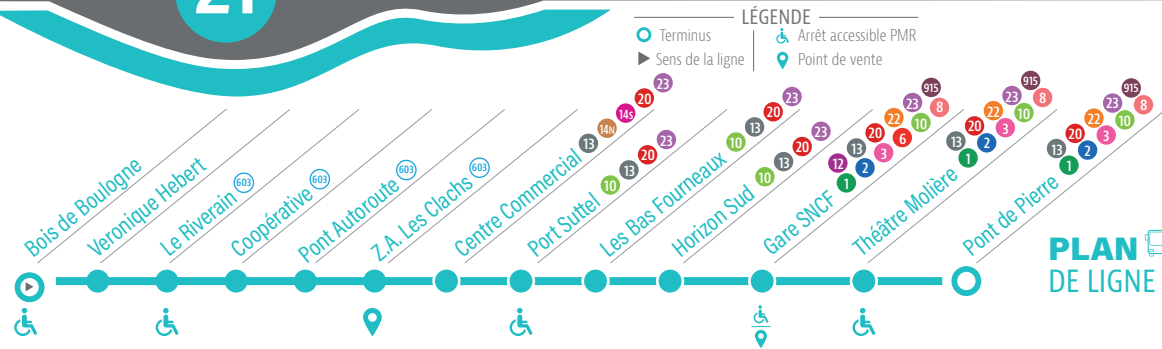 21
LÉGENDE
Terminus
Sens de la ligne
Arrêt accessible PMR
Point de vente
Bois de Boulogne
Veronique Hebert
Le Riverain 603
Coopérative 603
Pont Autoroute 603
Z.A. Les Clachs 603
Centre Commercial 13 14N 14s 20 23
Port Suttel 10 13 20 23
Les Bas Fourneaux 10 13 20 23
Horizon Sud 10 13 20 23
Gare SNCF 12 13 20 22 23 915
1 2 3 6 10 8
Théâtre Molière 13 20 22 23 915
1 2 3 10 8
Pont de Pierre 13 20 22 23 915
1 2 3 10 8
PLAN
DE LIGNE